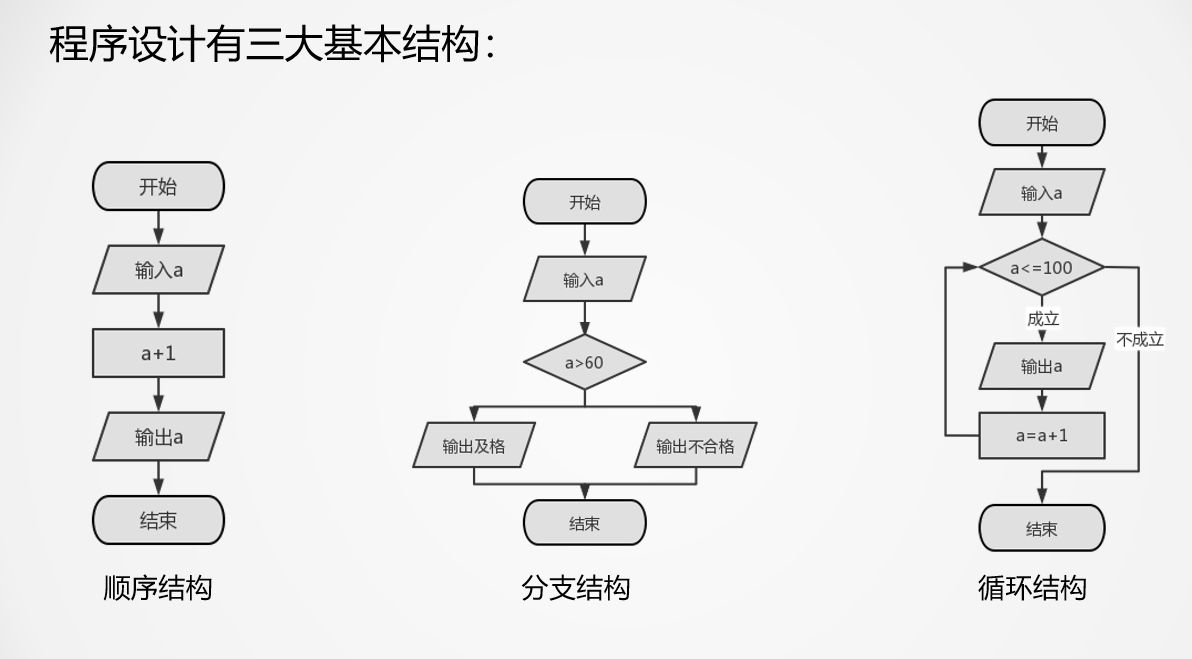 程序设计有三大基本结构：
开始
输入a
a+1
输出a
结束
顺序结构
开始
输入a
a>60
输出及格
输出不合格
结束
分支结构
开始
输入a
a<=100
成立
不成立
输出a
a=a+1
结束
循环结构